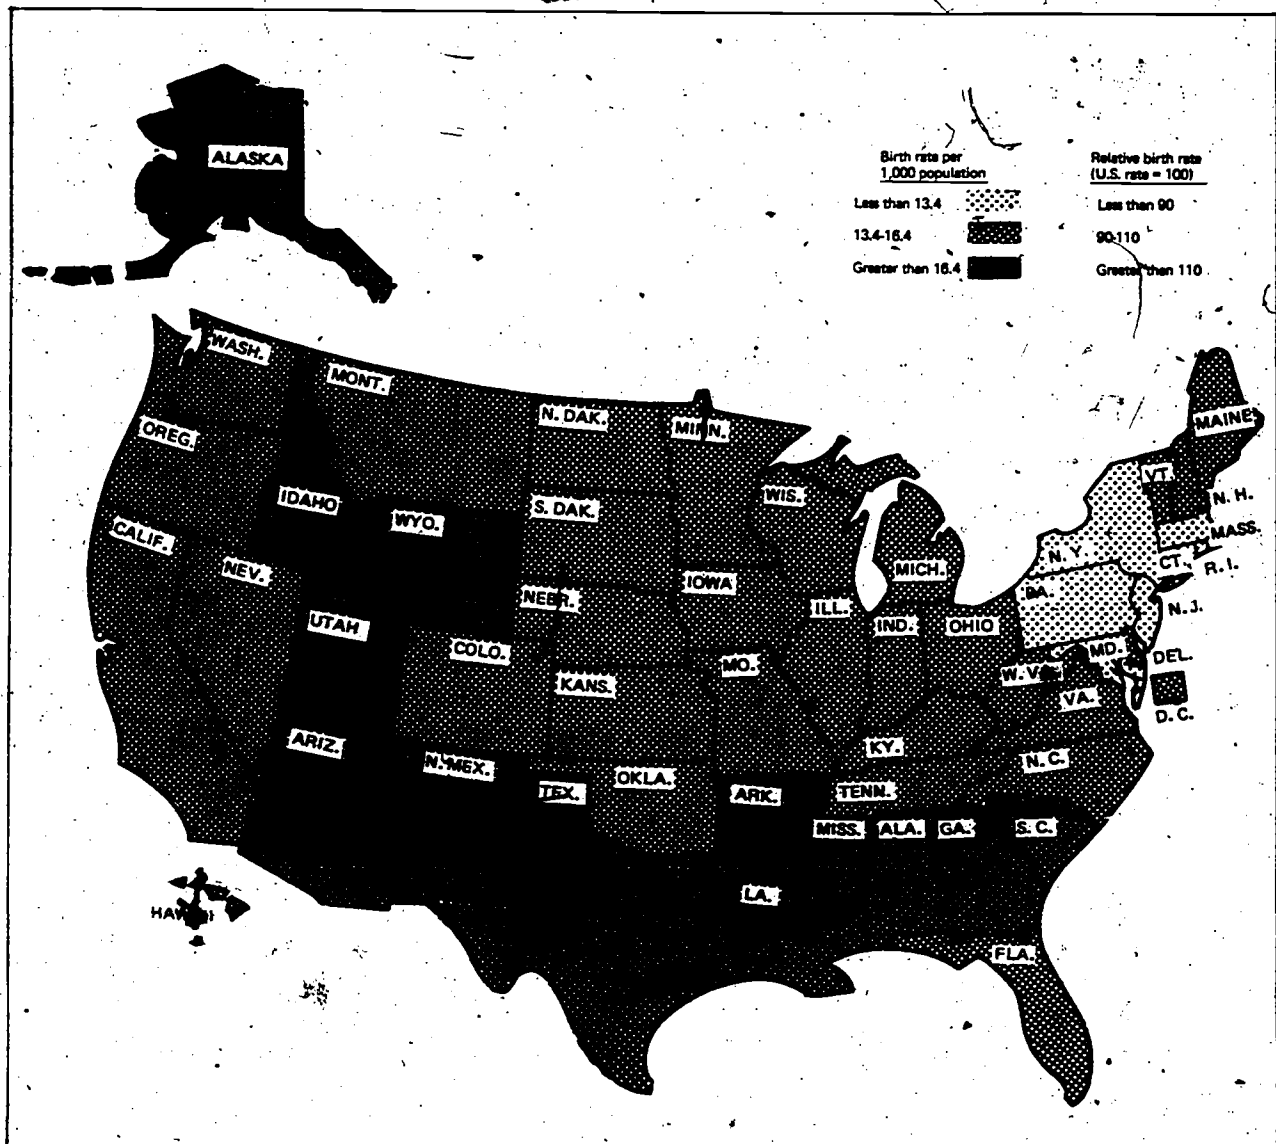 ALASKA
Birth rate per
1,000 population
Less than 13.4
13.4-16.4
Greater than 16.4
Relative birth rate
(U.S. rate = 100)
Less than 90
90-110
Greater than 110
WASH.
MONT.
N. DAK.
MINN.
MAINE
OREG.
VT.
IDAHO
WYO.
S. DAK.
WIS.
N. H.
CALIF.
MASS.
NEV.
N. Y.
CT.
R. I.
IOWA
MICH.
NEBR.
PA.
N. J.
UTAH
ILL.
IND.
OHIO
COLO.
MO.
MD.
DEL.
KANS.
W. VA.
VA.
D. C.
ARIZ.
N. MEX.
KY.
N. C.
TEX.
OKLA.
ARK.
TENN.
MISS.
ALA.
GA.
S. C.
LA.
HAWAII
FLA.